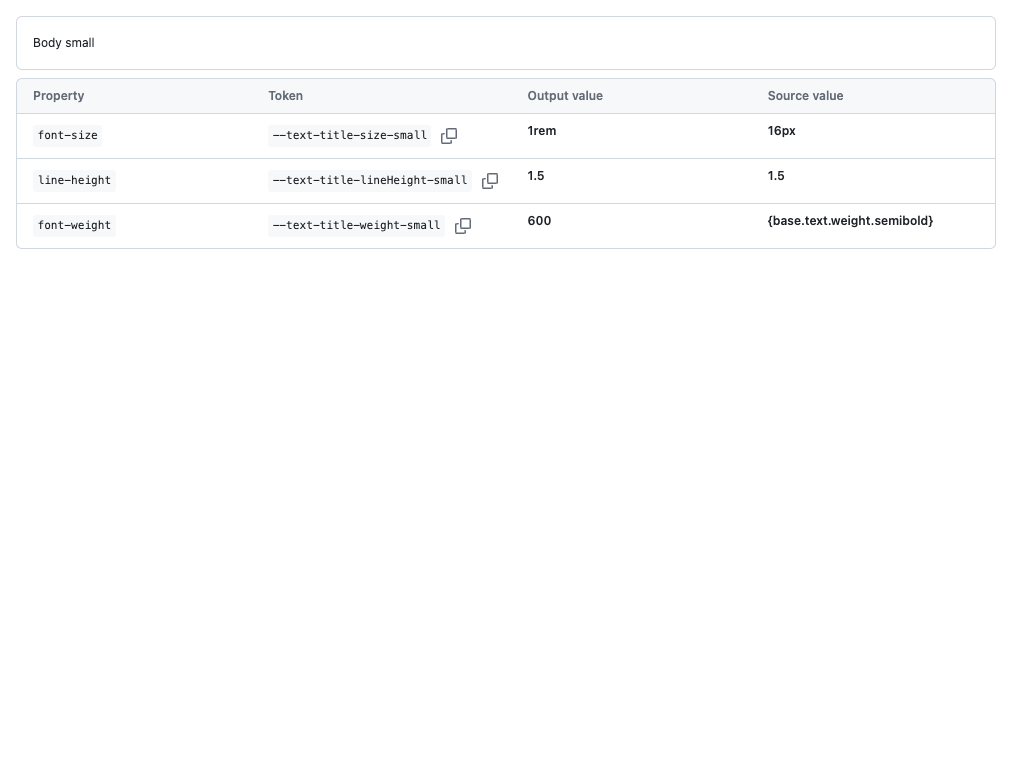 Body small
Property Token Output value Source value
font-size --text-title-size-small 1rem 16px
line-height --text-title-lineHeight-small 1.5 1.5
font-weight --text-title-weight-small 600 {base.text.weight.semibold}